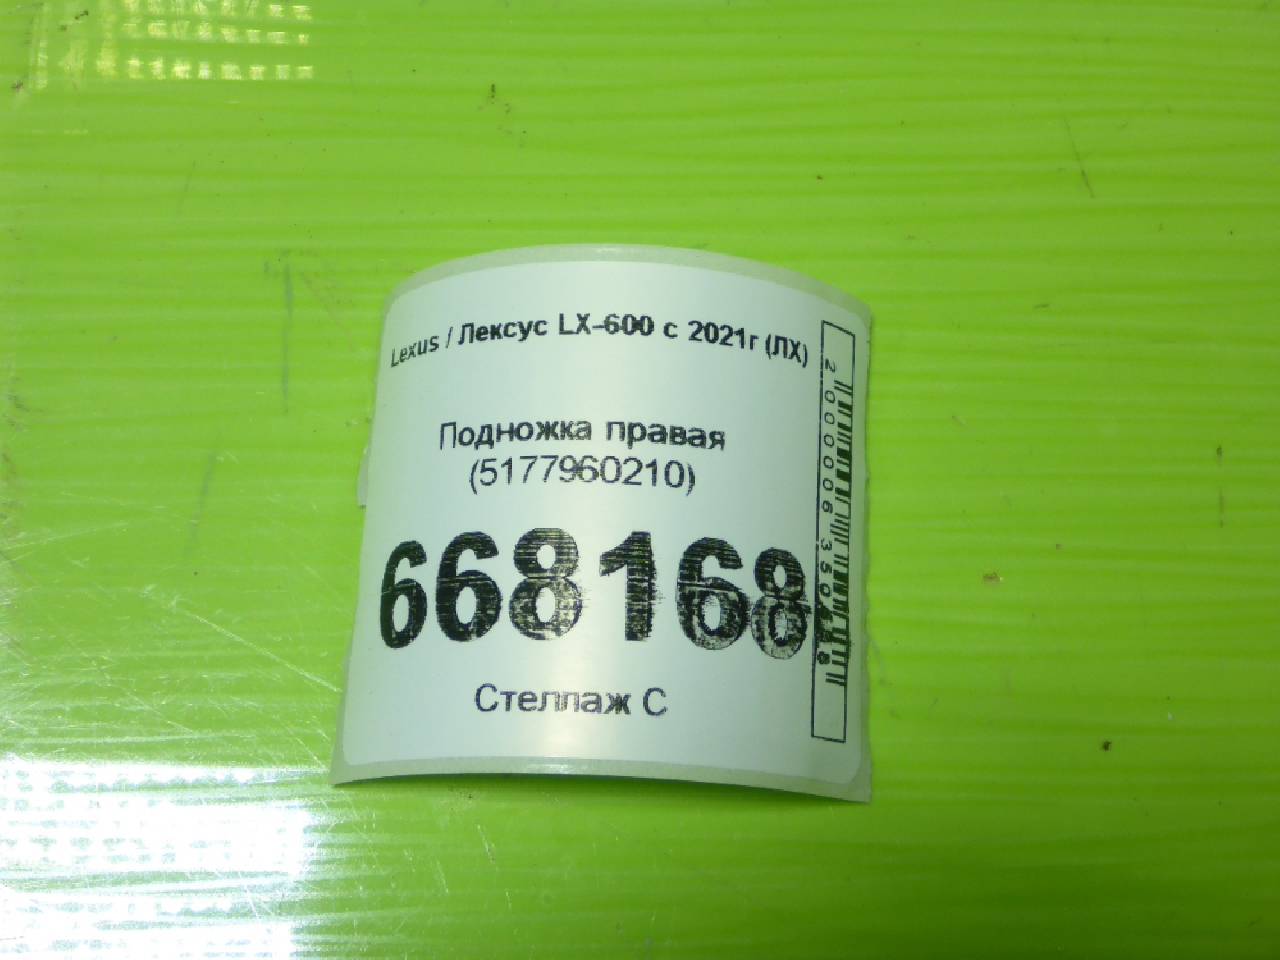 Lexus / Лексус LX-600 с 2021г (ЛХ)
Подножка правая
(5177960210)
668168
Стеллаж С